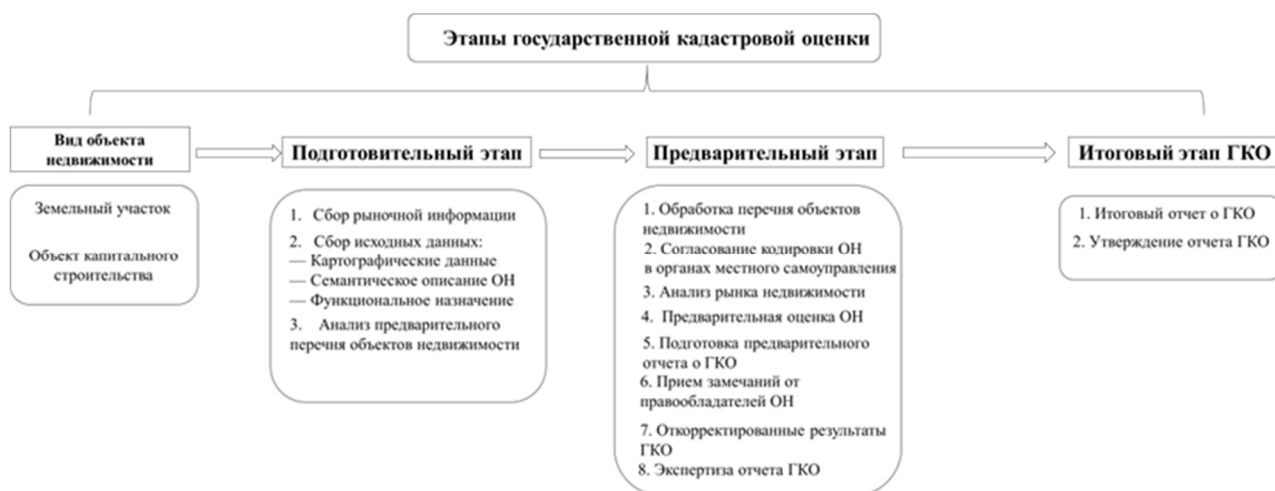 Этапы государственной кадастровой оценки
Вид объекта
недвижимости
Земельный участок
Объект капитального
строительства
Подготовительный этап
1. Сбор рыночной информации
2. Сбор исходных данных:
— Картографические данные
— Семантическое описание ОН
— Функциональное назначение
3. Анализ предварительного
перечня объектов недвижимости
Предварительный этап
1. Обработка перечня объектов
недвижимости
2. Согласование кодировки ОН
в органах местного самоуправления
3. Анализ рынка недвижимости
4. Предварительная оценка ОН
5. Подготовка предварительного
отчета о ГКО
6. Прием замечаний от
правообладателей ОН
7. Откорректированные результаты
ГКО
8. Экспертиза отчета ГКО
Итоговый этап ГКО
1. Итоговый отчет о ГКО
2. Утверждение отчета ГКО